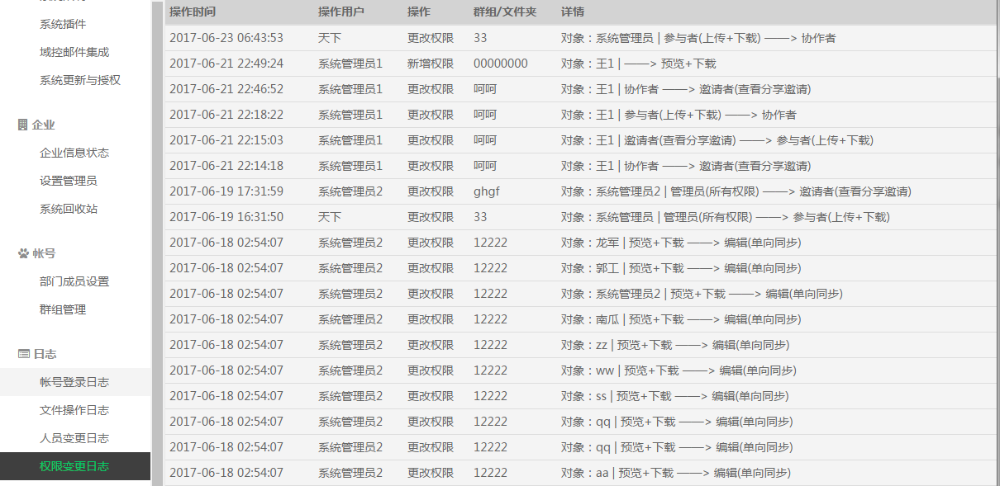 系统插件
域控邮件集成
系统更新与授权
企业
企业信息状态
设置管理员
系统回收站
帐号
部门成员设置
群组管理
日志
帐号登录日志
文件操作日志
人员变更日志
权限变更日志
操作时间 操作用户 操作 群组/文件夹 详情
2017-06-23 06:43:53 天下 更改权限 33 对象：系统管理员 | 参与者(上传+下载) ——> 协作者
2017-06-21 22:49:24 系统管理员1 新增权限 00000000 对象：王1 | ——> 预览+下载
2017-06-21 22:46:52 系统管理员1 更改权限 呵呵 对象：王1 | 协作者 ——> 邀请者(查看分享邀请)
2017-06-21 22:18:22 系统管理员1 更改权限 呵呵 对象：王1 | 参与者(上传+下载) ——> 协作者
2017-06-21 22:15:03 系统管理员1 更改权限 呵呵 对象：王1 | 邀请者(查看分享邀请) ——> 参与者(上传+下载)
2017-06-21 22:14:18 系统管理员1 更改权限 呵呵 对象：王1 | 协作者 ——> 邀请者(查看分享邀请)
2017-06-19 17:31:59 系统管理员2 更改权限 ghgf 对象：系统管理员2 | 管理员(所有权限) ——> 邀请者(查看分享邀请)
2017-06-19 16:31:50 天下 更改权限 33 对象：系统管理员 | 管理员(所有权限) ——> 参与者(上传+下载)
2017-06-18 02:54:07 系统管理员2 更改权限 12222 对象：龙军 | 预览+下载 ——> 编辑(单向同步)
2017-06-18 02:54:07 系统管理员2 更改权限 12222 对象：郭工 | 预览+下载 ——> 编辑(单向同步)
2017-06-18 02:54:07 系统管理员2 更改权限 12222 对象：系统管理员2 | 预览+下载 ——> 编辑(单向同步)
2017-06-18 02:54:07 系统管理员2 更改权限 12222 对象：南瓜 | 预览+下载 ——> 编辑(单向同步)
2017-06-18 02:54:07 系统管理员2 更改权限 12222 对象：zz | 预览+下载 ——> 编辑(单向同步)
2017-06-18 02:54:07 系统管理员2 更改权限 12222 对象：ww | 预览+下载 ——> 编辑(单向同步)
2017-06-18 02:54:07 系统管理员2 更改权限 12222 对象：ss | 预览+下载 ——> 编辑(单向同步)
2017-06-18 02:54:07 系统管理员2 更改权限 12222 对象：qq | 预览+下载 ——> 编辑(单向同步)
2017-06-18 02:54:07 系统管理员2 更改权限 12222 对象：qq | 预览+下载 ——> 编辑(单向同步)
2017-06-18 02:54:07 系统管理员2 更改权限 12222 对象：aa | 预览+下载 ——> 编辑(单向同步)